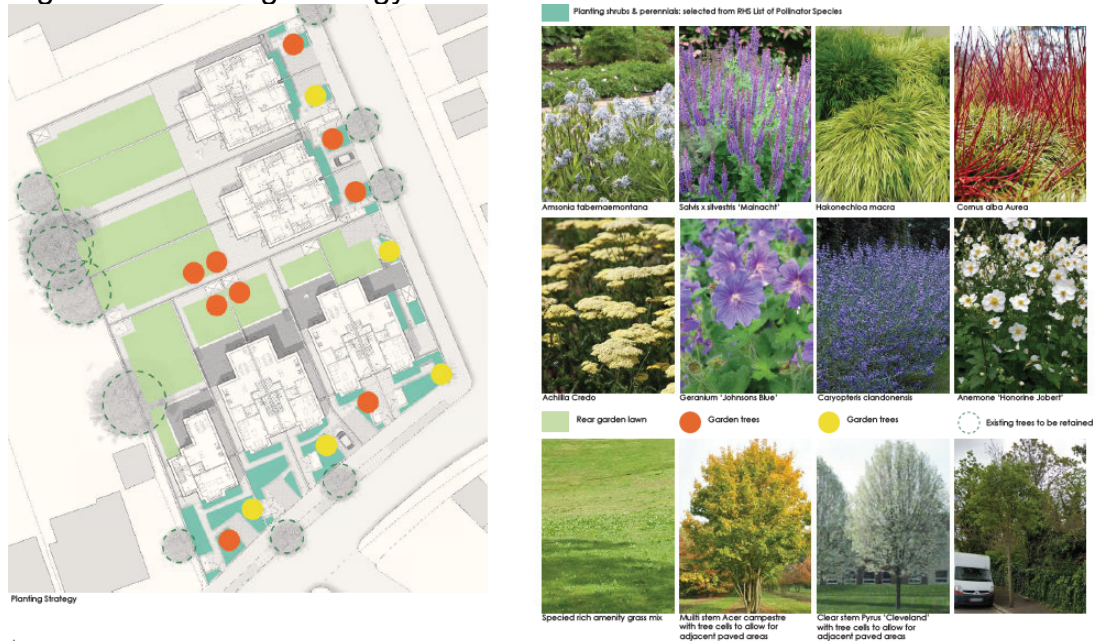 Planting shrubs & perennials: selected from RHS List of Pollinator Species
Amsonia tabernaemontana
Salvis x silvestris 'Mainacht'
Hakonechloa macra
Cornus alba Aurea
Achillia Credo
Geranium 'Johnsons Blue'
Caryopteris clandonensis
Anemone 'Honorine Jobert'
Rear garden lawn
Garden trees
Garden trees
Existing trees to be retained
Specied rich amenity grass mix
Multi stem Acer campestre
with tree cells to allow for
adjacent paved areas
Clear stem Pyrus 'Cleveland'
with tree cells to allow for
adjacent paved areas
Planting Strategy